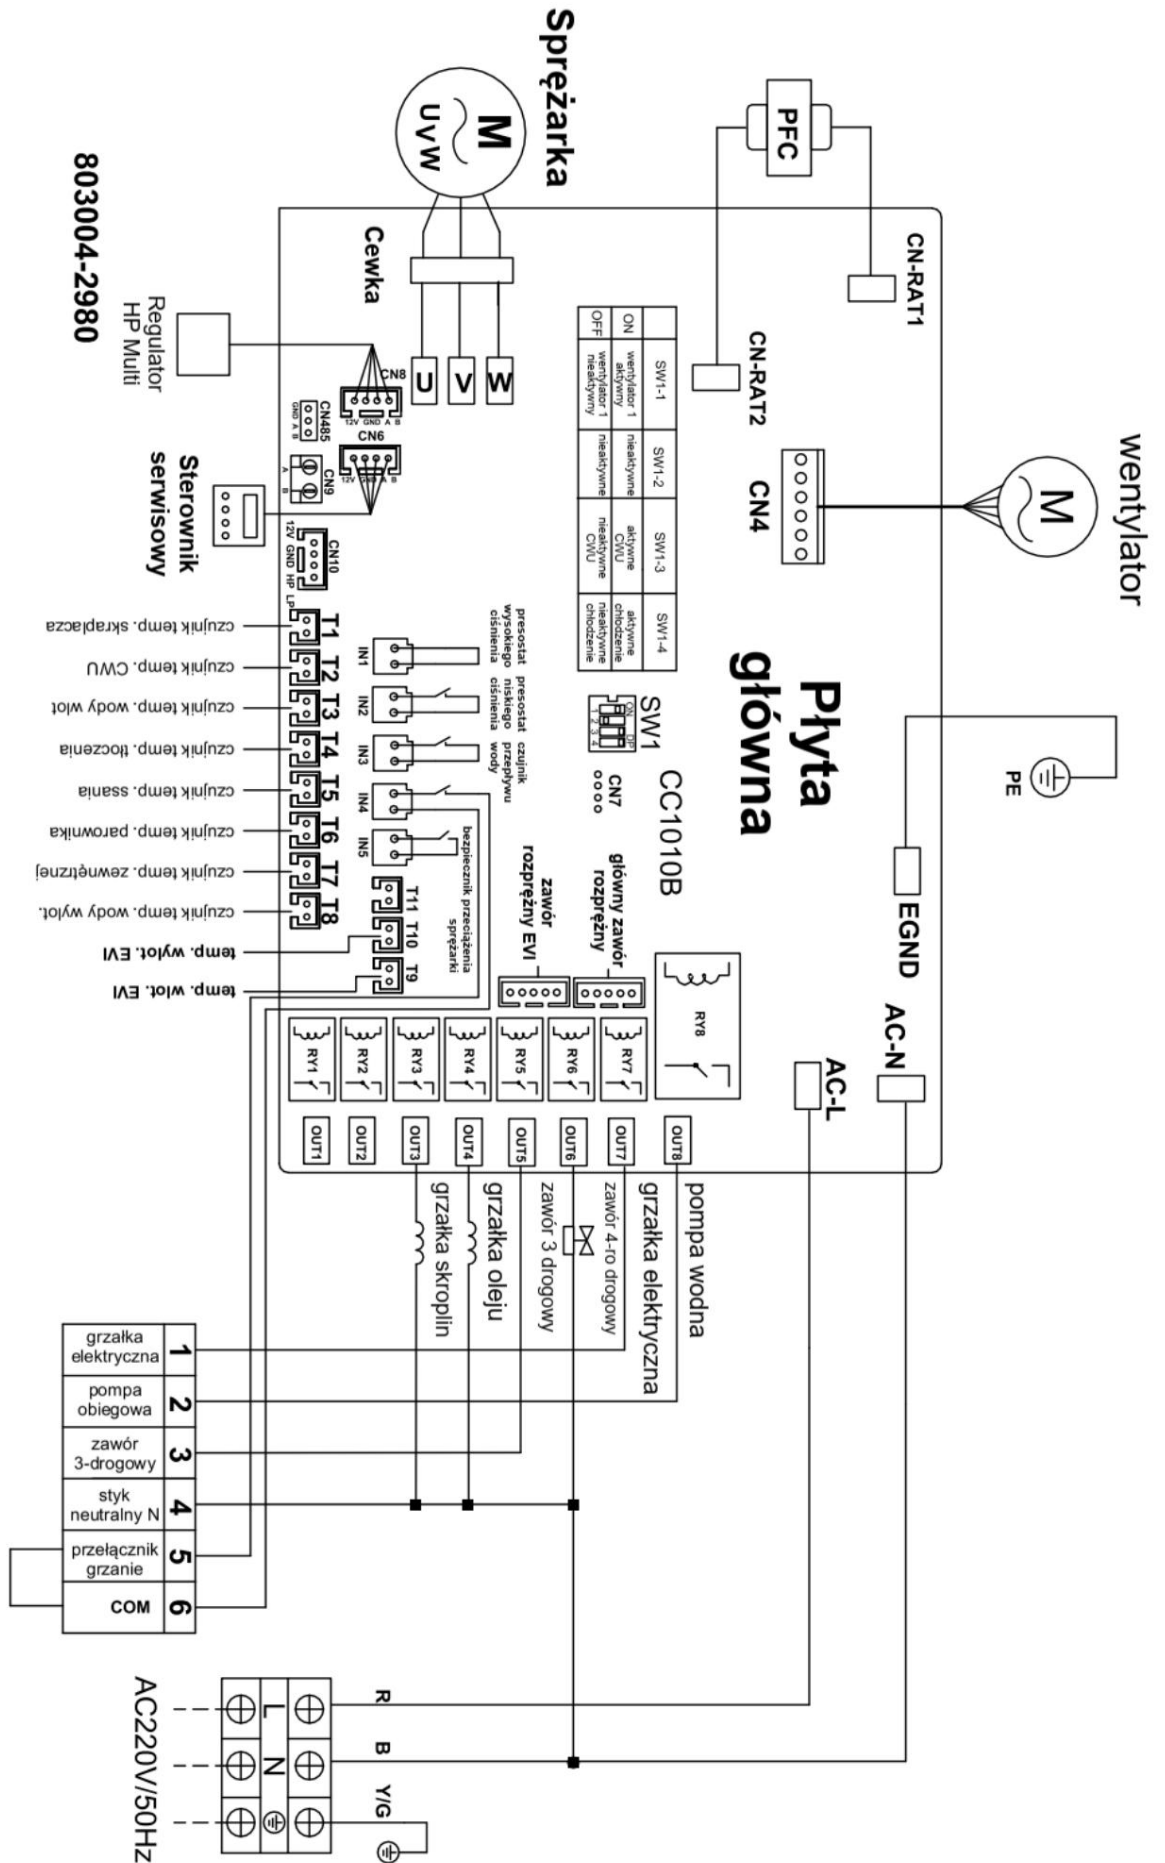 Sprężarka
M
U V W
PFC
CN-RAT1
CN-RAT2
wentylator
M
CN4
Cewka
U
V
W
803004-2980
Regulator
HP Multi
CN8
12V GND A B
CN485
GND A B
CN6
12V GND A B
CN9
A B
Sterownik
serwisowy
CN10
12V GND HP LP
SW1-1
SW1-2
SW1-3
SW1-4
ON
wentylator 1
aktywny
nieaktywne
aktywne
CWU
aktywne
chłodzenie
OFF
wentylator 1
nieaktywny
nieaktywne
nieaktywne
CWU
nieaktywne
chłodzenie
Płyta
główna
SW1
ON DP
1 2 3 4
CN7
CC1010B
PE
EGND
AC-N
AC-L
T1
T2
T3
T4
T5
T6
T7
T8
czujnik temp. skraplacza
czujnik temp. CWU
czujnik temp. wody wlot
czujnik temp. tłoczenia
czujnik temp. ssania
czujnik temp. parownika
czujnik temp. zewnętrznej
czujnik temp. wody wylot.
temp. wylot. EVI
temp. wlot. EVI
presostat
wysokiego
ciśnienia
presostat
niskiego
ciśnienia
czujnik
przepływu
wody
IN1
IN2
IN3
IN4
IN5
bezpiecznik przeciążenia
sprężarki
T11
T10
T9
zawór
rozprężny EVI
główny zawór
rozprężny
RY1
RY2
RY3
RY4
RY5
RY6
RY7
RY8
OUT1
OUT2
OUT3
OUT4
OUT5
OUT6
OUT7
OUT8
grzałka skroplin
grzałka oleju
zawór 3 drogowy
zawór 4-ro drogowy
grzałka elektryczna
pompa wodna
grzałka
elektryczna
1
pompa
obiegowa
2
zawór
3-drogowy
3
styk
neutralny N
4
przełącznik
grzanie
5
COM
6
AC220V/50Hz
L
N
R
B
Y/G